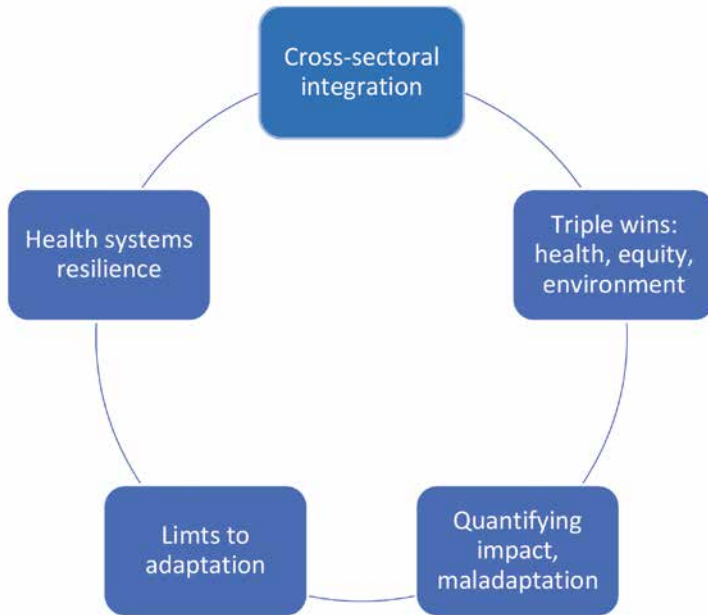 Cross-sectoral
integration
Triple wins:
health, equity,
environment
Quantifying
impact,
maladaptation
Limts to
adaptation
Health systems
resilience